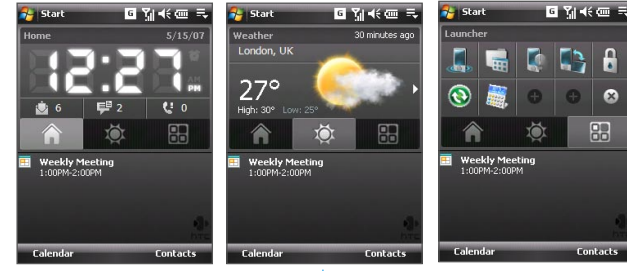 Start
G
Home 5/15/07
12:27
AM
PM
6 2 0
Weekly Meeting
1:00PM-2:00PM
Calendar Contacts
Start
G
Weather 30 minutes ago
London, UK
27°
High: 30° Low: 25°
Weekly Meeting
1:00PM-2:00PM
Calendar Contacts
Start
G
Launcher
Weekly Meeting
1:00PM-2:00PM
Calendar Contacts